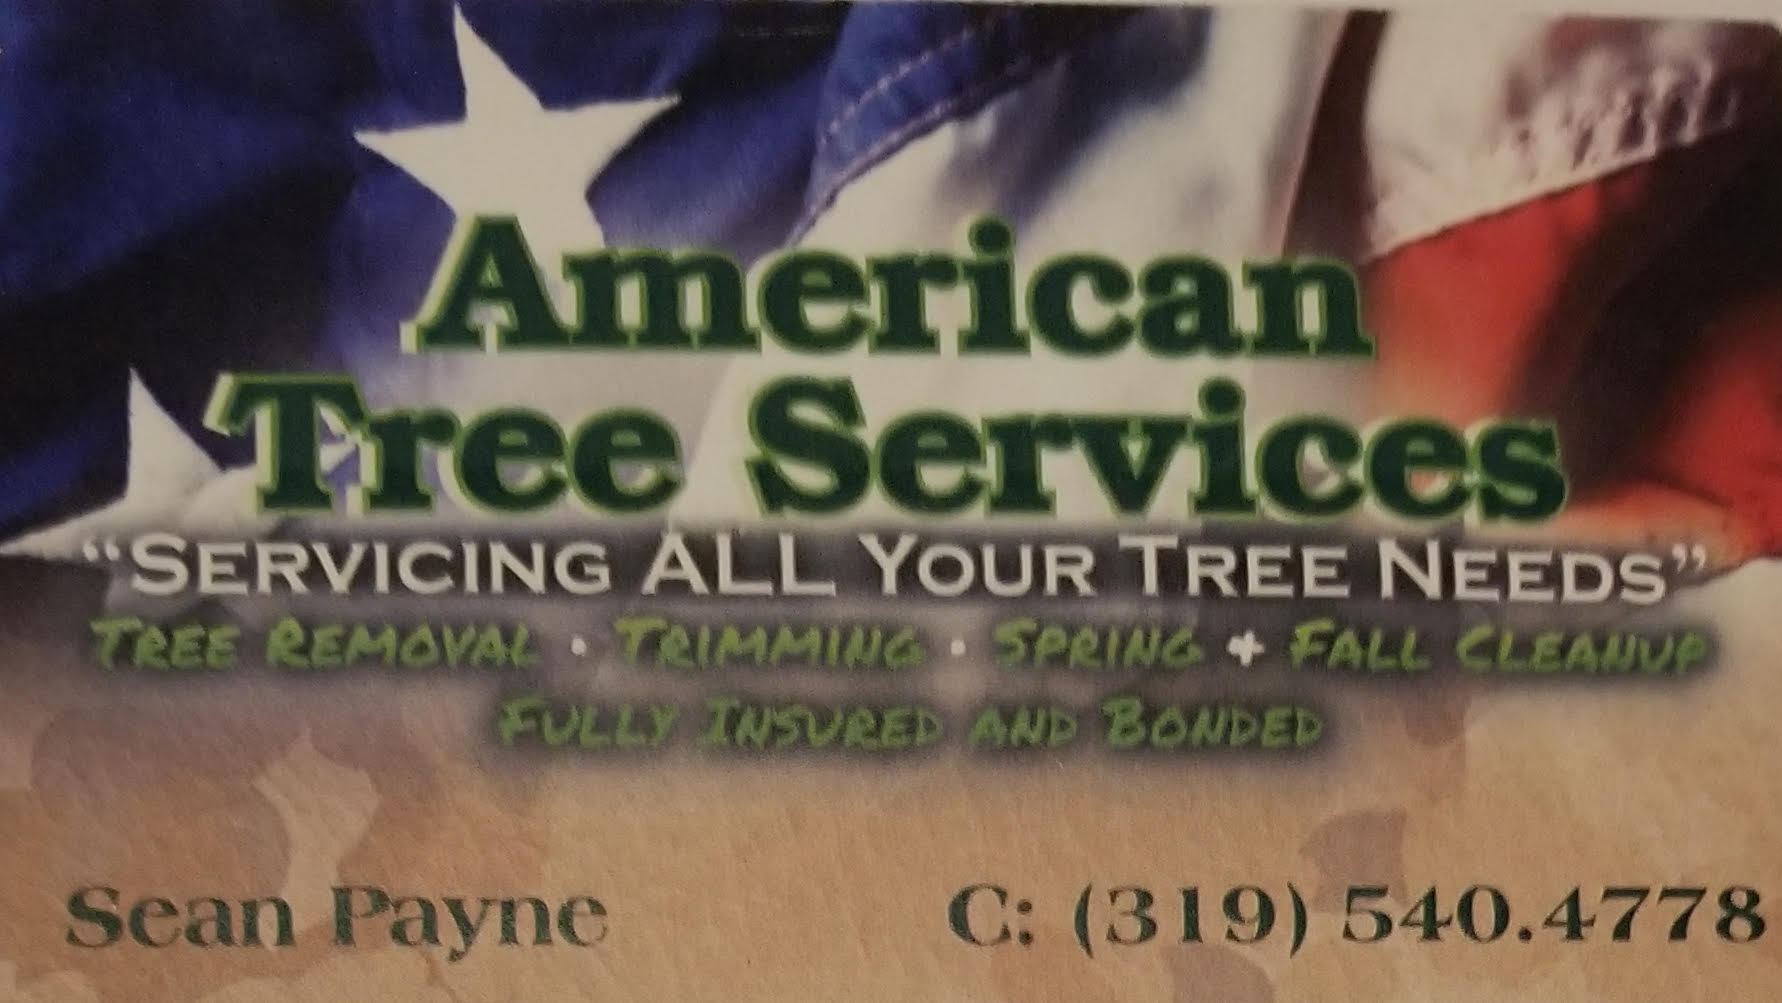 American
Tree Services
“SERVICING ALL YOUR TREE NEEDS”
TREE REMOVAL • TRIMMING • SPRING + FALL CLEANUP
FULLY INSURED AND BONDED
Sean Payne
C: (319) 540.4778